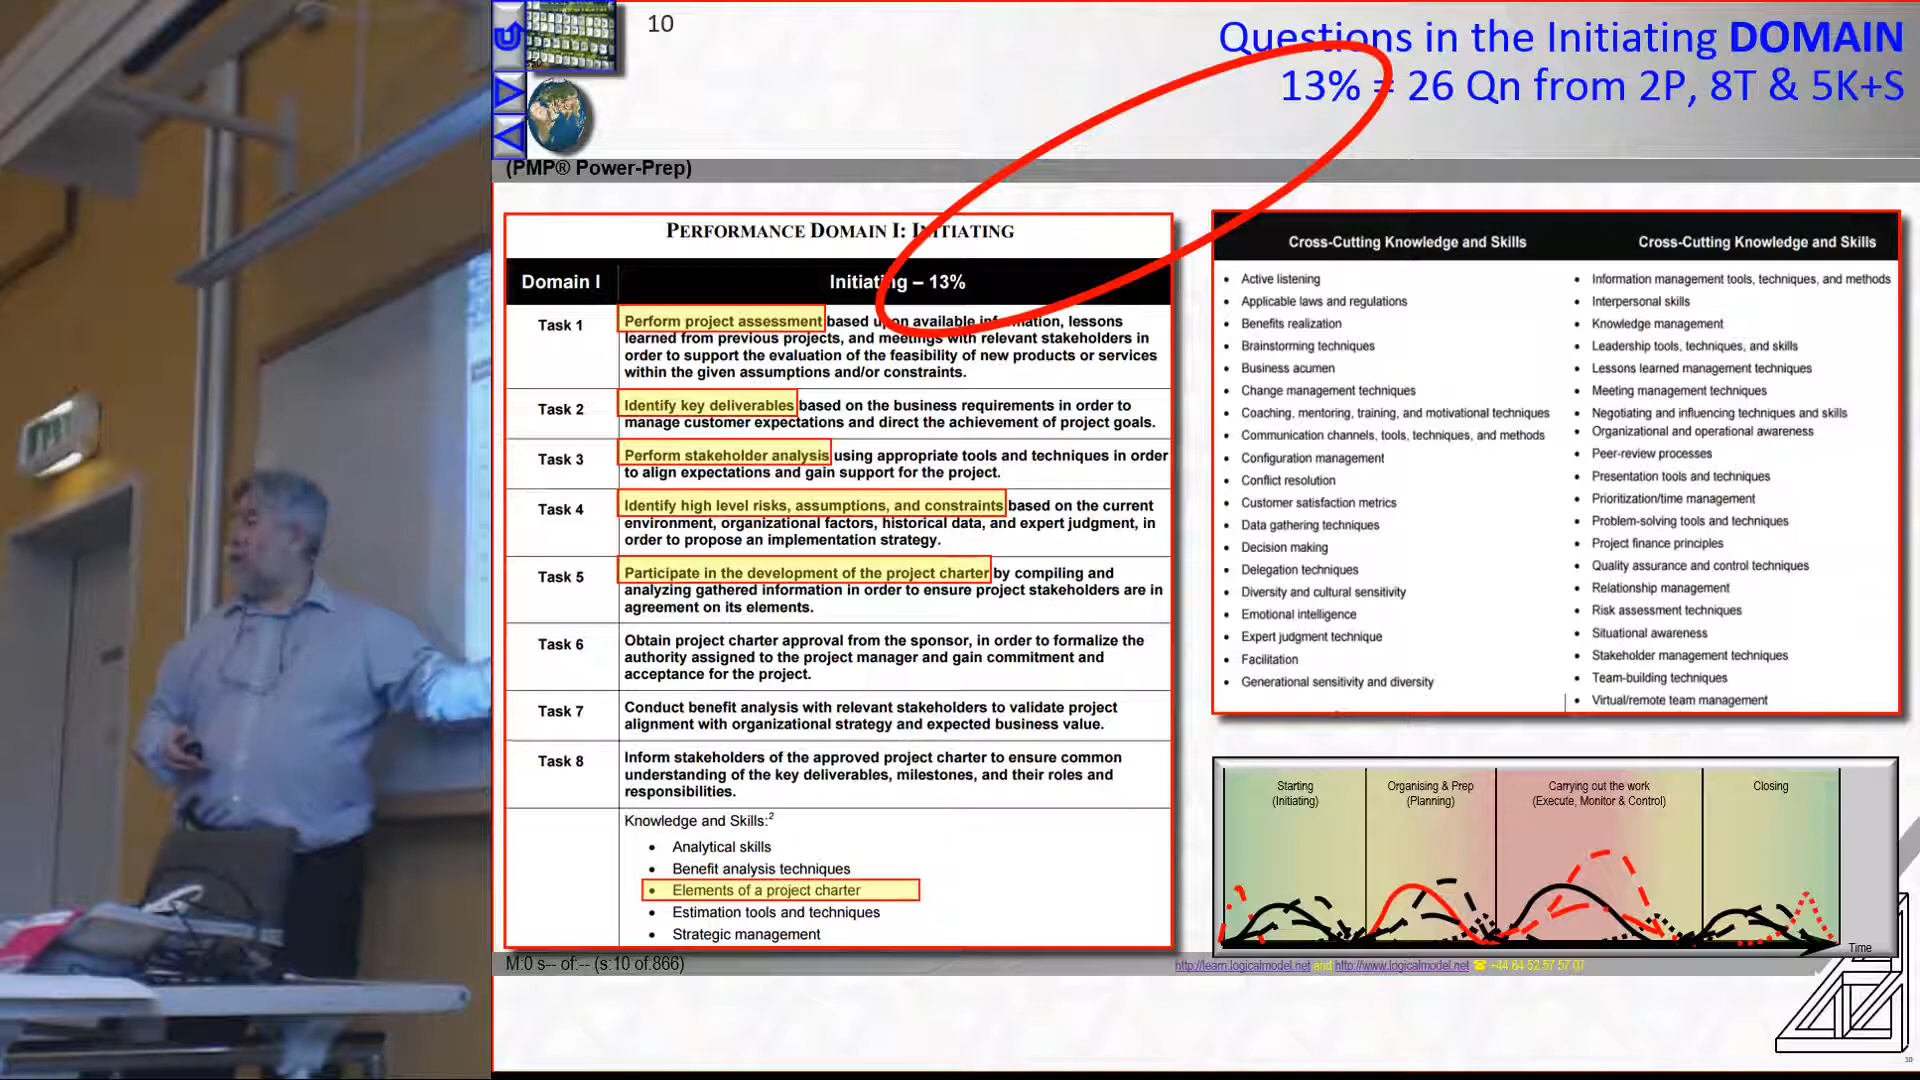 10
Questions in the Initiating DOMAIN
13% = 26 Qn from 2P, 8T & 5K+S
(PMP® Power-Prep)
PERFORMANCE DOMAIN I: INITIATING
Domain I Initiating – 13%
Task 1 Perform project assessment based upon available information, lessons
learned from previous projects, and meetings with relevant stakeholders in
order to support the evaluation of the feasibility of new products or services
within the given assumptions and/or constraints.
Task 2 Identify key deliverables based on the business requirements in order to
manage customer expectations and direct the achievement of project goals.
Task 3 Perform stakeholder analysis using appropriate tools and techniques in order
to align expectations and gain support for the project.
Task 4 Identify high level risks, assumptions, and constraints based on the current
environment, organizational factors, historical data, and expert judgment, in
order to propose an implementation strategy.
Task 5 Participate in the development of the project charter by compiling and
analyzing gathered information in order to ensure project stakeholders are in
agreement on its elements.
Task 6 Obtain project charter approval from the sponsor, in order to formalize the
authority assigned to the project manager and gain commitment and
acceptance for the project.
Task 7 Conduct benefit analysis with relevant stakeholders to validate project
alignment with organizational strategy and expected business value.
Task 8 Inform stakeholders of the approved project charter to ensure common
understanding of the key deliverables, milestones, and their roles and
responsibilities.
Knowledge and Skills:2
• Analytical skills
• Benefit analysis techniques
• Elements of a project charter
• Estimation tools and techniques
• Strategic management
Cross-Cutting Knowledge and Skills
• Active listening
• Applicable laws and regulations
• Benefits realization
• Brainstorming techniques
• Business acumen
• Change management techniques
• Coaching, mentoring, training, and motivational techniques
• Communication channels, tools, techniques, and methods
• Configuration management
• Conflict resolution
• Customer satisfaction metrics
• Data gathering techniques
• Decision making
• Delegation techniques
• Diversity and cultural sensitivity
• Emotional intelligence
• Expert judgment technique
• Facilitation
• Generational sensitivity and diversity
Cross-Cutting Knowledge and Skills
• Information management tools, techniques, and methods
• Interpersonal skills
• Knowledge management
• Leadership tools, techniques, and skills
• Lessons learned management techniques
• Meeting management techniques
• Negotiating and influencing techniques and skills
• Organizational and operational awareness
• Peer-review processes
• Presentation tools and techniques
• Prioritization/time management
• Problem-solving tools and techniques
• Project finance principles
• Quality assurance and control techniques
• Relationship management
• Risk assessment techniques
• Situational awareness
• Stakeholder management techniques
• Team-building techniques
• Virtual/remote team management
Starting
(Initiating)
Organising & Prep
(Planning)
Carrying out the work
(Execute, Monitor & Control)
Closing
Time
M:0 s-- of:-- (s:10 of.866)
http://learn.logicalmodel.net and http://www.logicalmodel.net ☎ +44 84 52 57 57 07
10